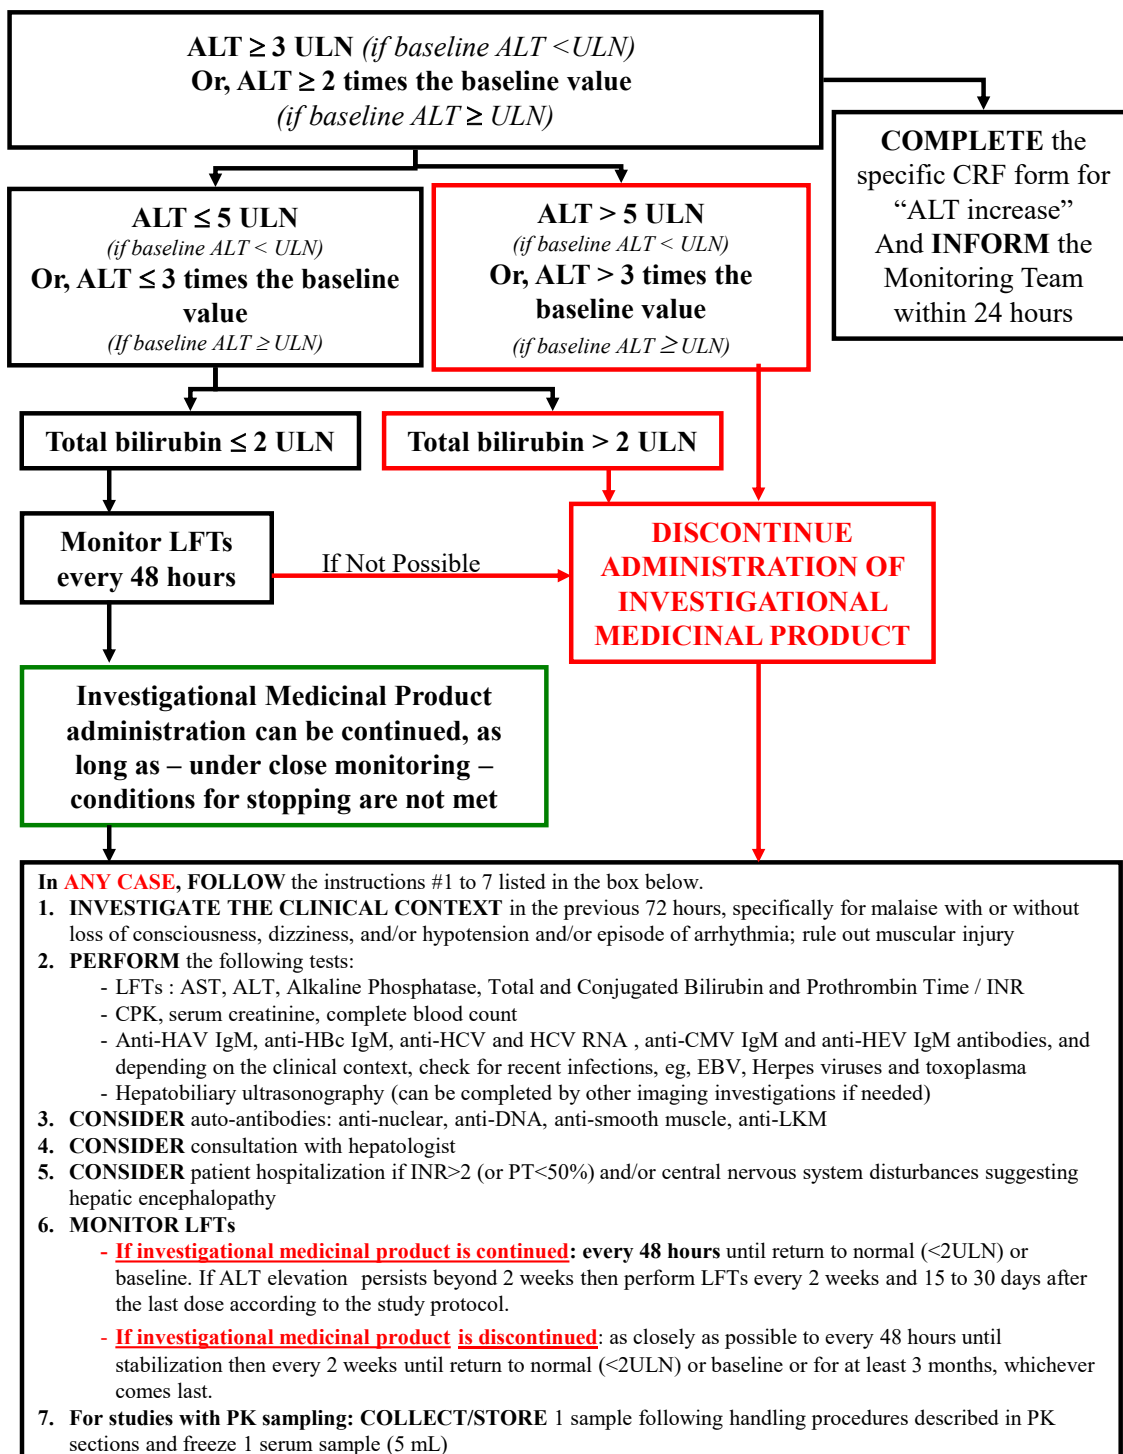 ALT ≥ 3 ULN (if baseline ALT <ULN)
Or, ALT ≥ 2 times the baseline value
(if baseline ALT ≥ ULN)
COMPLETE the
specific CRF form for
“ALT increase”
And INFORM the
Monitoring Team
within 24 hours
ALT ≤ 5 ULN
(if baseline ALT < ULN)
Or, ALT ≤ 3 times the baseline
value
(If baseline ALT ≥ ULN)
ALT > 5 ULN
(if baseline ALT < ULN)
Or, ALT > 3 times the
baseline value
(if baseline ALT ≥ ULN)
Total bilirubin ≤ 2 ULN
Total bilirubin > 2 ULN
Monitor LFTs
every 48 hours
If Not Possible
DISCONTINUE
ADMINISTRATION OF
INVESTIGATIONAL
MEDICINAL PRODUCT
Investigational Medicinal Product
administration can be continued, as
long as – under close monitoring –
conditions for stopping are not met
In ANY CASE, FOLLOW the instructions #1 to 7 listed in the box below.
1. INVESTIGATE THE CLINICAL CONTEXT in the previous 72 hours, specifically for malaise with or without
loss of consciousness, dizziness, and/or hypotension and/or episode of arrhythmia; rule out muscular injury
2. PERFORM the following tests:
- LFTs : AST, ALT, Alkaline Phosphatase, Total and Conjugated Bilirubin and Prothrombin Time / INR
- CPK, serum creatinine, complete blood count
- Anti-HAV IgM, anti-HBc IgM, anti-HCV and HCV RNA , anti-CMV IgM and anti-HEV IgM antibodies, and
depending on the clinical context, check for recent infections, eg, EBV, Herpes viruses and toxoplasma
- Hepatobiliary ultrasonography (can be completed by other imaging investigations if needed)
3. CONSIDER auto-antibodies: anti-nuclear, anti-DNA, anti-smooth muscle, anti-LKM
4. CONSIDER consultation with hepatologist
5. CONSIDER patient hospitalization if INR>2 (or PT<50%) and/or central nervous system disturbances suggesting
hepatic encephalopathy
6. MONITOR LFTs
- If investigational medicinal product is continued: every 48 hours until return to normal (<2ULN) or
baseline. If ALT elevation persists beyond 2 weeks then perform LFTs every 2 weeks and 15 to 30 days after
the last dose according to the study protocol.
- If investigational medicinal product is discontinued: as closely as possible to every 48 hours until
stabilization then every 2 weeks until return to normal (<2ULN) or baseline or for at least 3 months, whichever
comes last.
7. For studies with PK sampling: COLLECT/STORE 1 sample following handling procedures described in PK
sections and freeze 1 serum sample (5 mL)